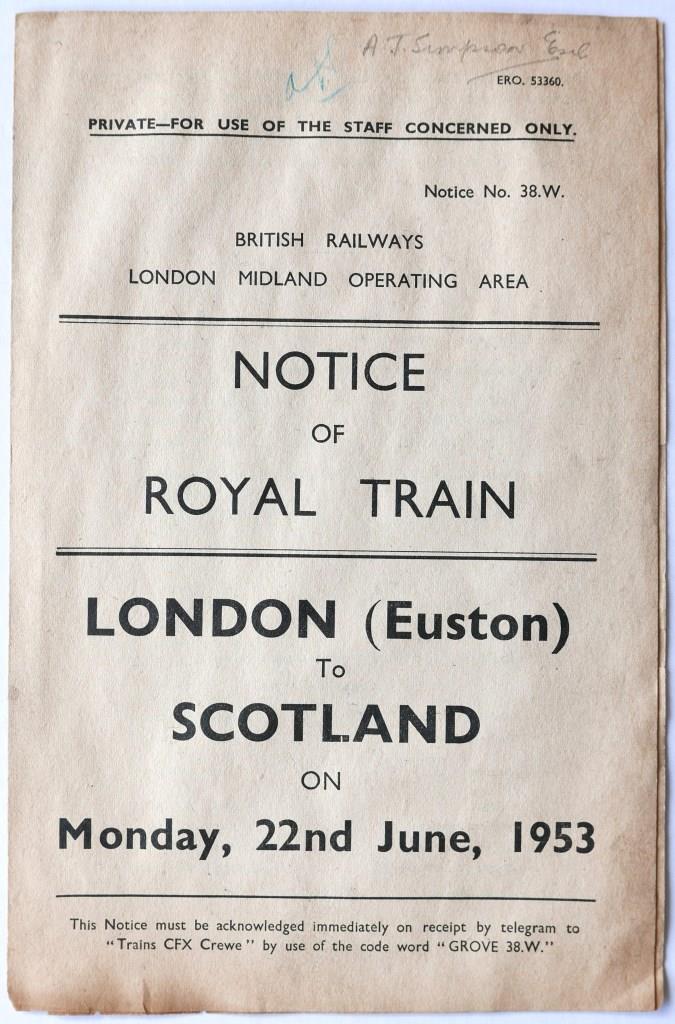 A. J. Simpson Esq
ERO. 53360.
PRIVATE—FOR USE OF THE STAFF CONCERNED ONLY.
Notice No. 38.W.
BRITISH RAILWAYS
LONDON MIDLAND OPERATING AREA
NOTICE
OF
ROYAL TRAIN
LONDON (Euston)
To
SCOTLAND
ON
Monday, 22nd June, 1953
This Notice must be acknowledged immediately on receipt by telegram to
"Trains CFX Crewe" by use of the code word "GROVE 38.W."